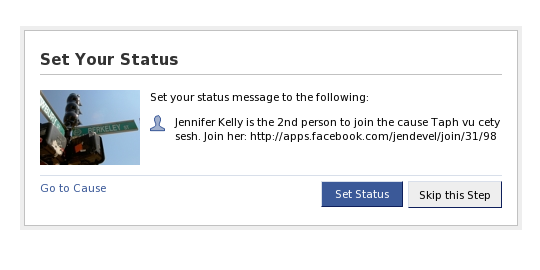 Set Your Status
Set your status message to the following:
BERKELEY
Jennifer Kelly is the 2nd person to join the cause Taph vu cety
sesh. Join her: http://apps.facebook.com/jendevel/join/31/98
Go to Cause
Set Status
Skip this Step